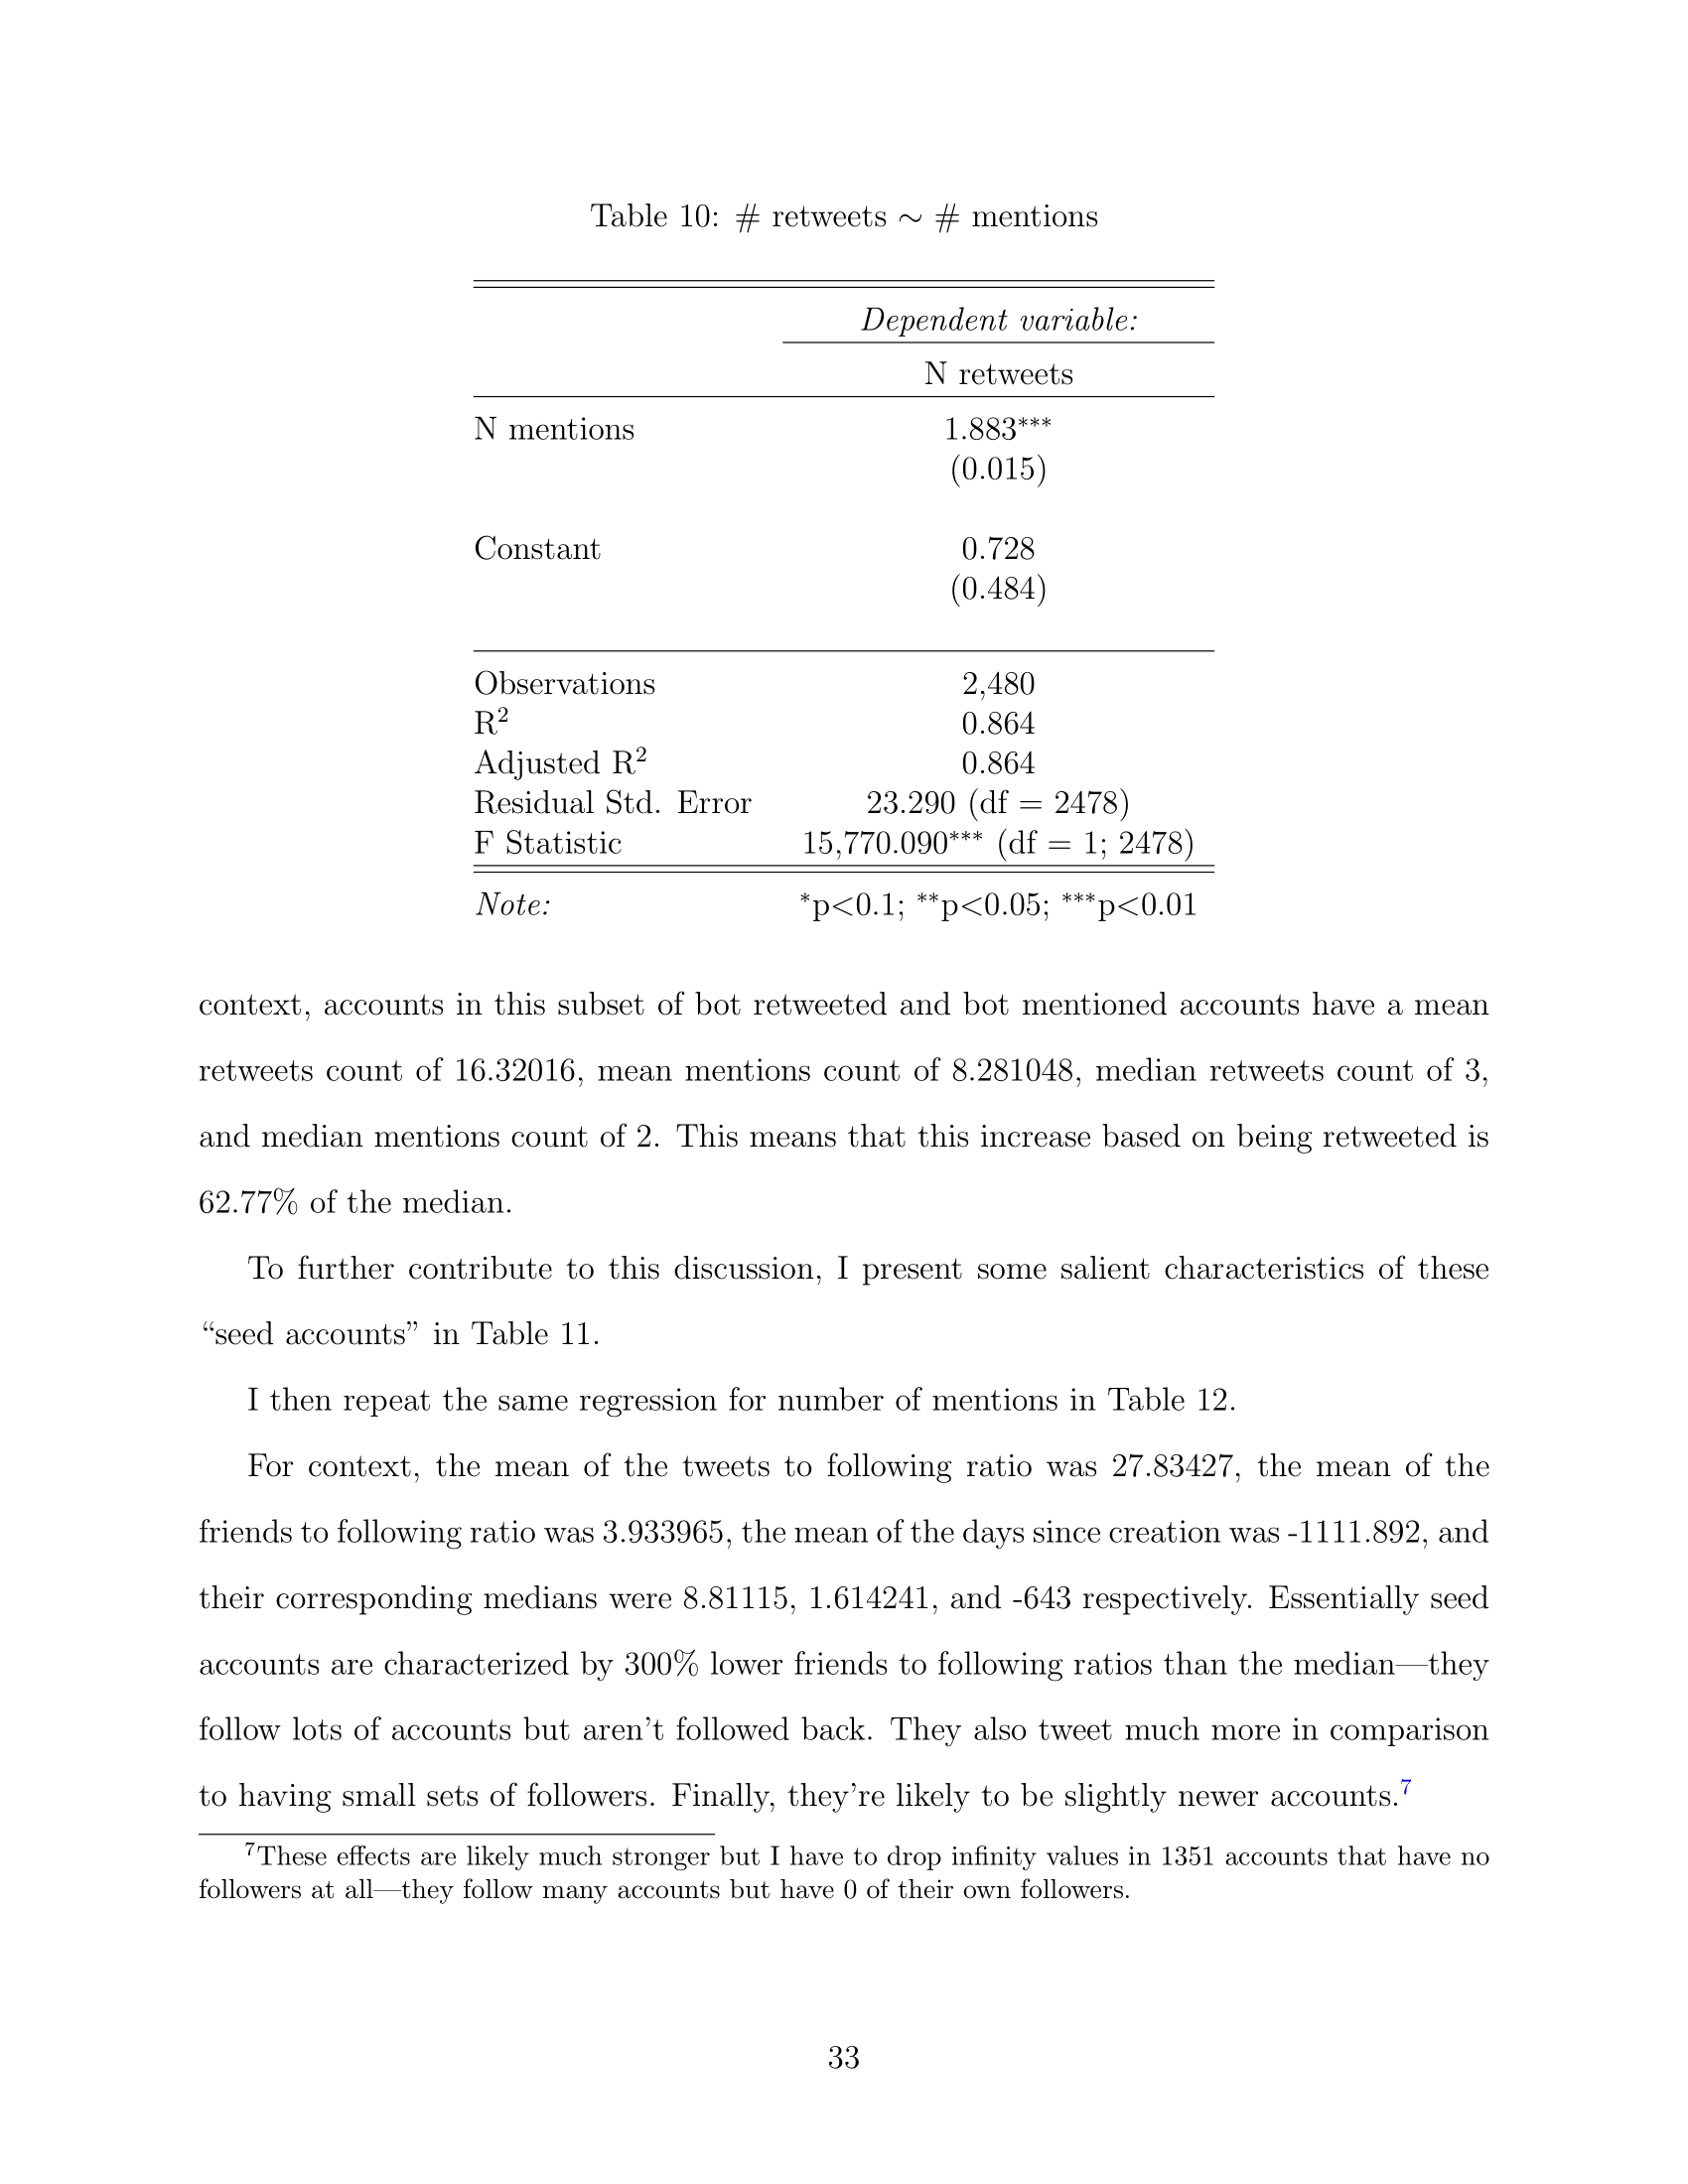 Table 10: # retweets ∼ # mentions
Dependent variable:
N retweets
N mentions 1.883***
(0.015)
Constant 0.728
(0.484)
Observations 2,480
R² 0.864
Adjusted R² 0.864
Residual Std. Error 23.290 (df = 2478)
F Statistic 15,770.090*** (df = 1; 2478)
Note: *p<0.1; **p<0.05; ***p<0.01
context, accounts in this subset of bot retweeted and bot mentioned accounts have a mean
retweets count of 16.32016, mean mentions count of 8.281048, median retweets count of 3,
and median mentions count of 2. This means that this increase based on being retweeted is
62.77% of the median.
To further contribute to this discussion, I present some salient characteristics of these
“seed accounts” in Table 11.
I then repeat the same regression for number of mentions in Table 12.
For context, the mean of the tweets to following ratio was 27.83427, the mean of the
friends to following ratio was 3.933965, the mean of the days since creation was -1111.892, and
their corresponding medians were 8.81115, 1.614241, and -643 respectively. Essentially seed
accounts are characterized by 300% lower friends to following ratios than the median—they
follow lots of accounts but aren’t followed back. They also tweet much more in comparison
to having small sets of followers. Finally, they’re likely to be slightly newer accounts.⁷
⁷These effects are likely much stronger but I have to drop infinity values in 1351 accounts that have no
followers at all—they follow many accounts but have 0 of their own followers.
33